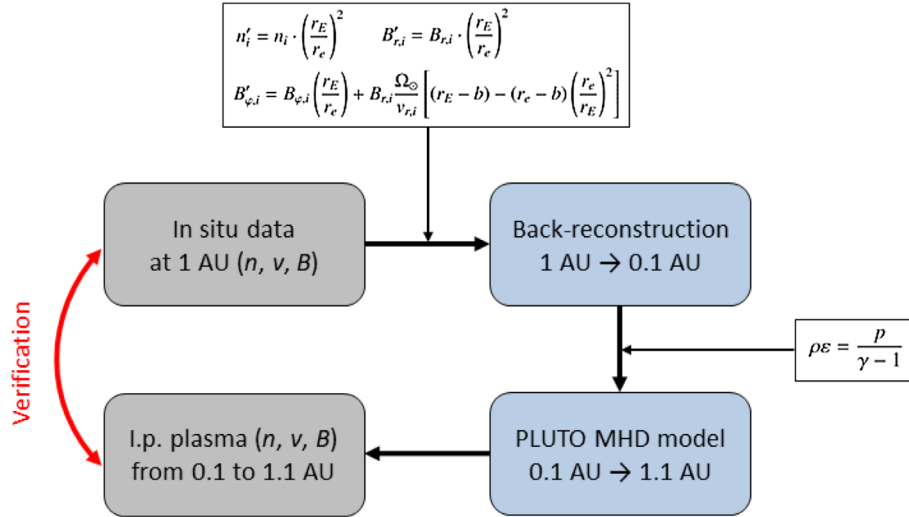 n′_i = n_i · (r_E / r_e)^2    B′_{r,i} = B_{r,i} · (r_E / r_e)^2
B′_{φ,i} = B_{φ,i} (r_E / r_e) + B_{r,i} Ω_⊙ / v_{r,i} [(r_E − b) − (r_e − b) (r_e / r_E)^2]
In situ data
at 1 AU (n, v, B)
Back-reconstruction
1 AU → 0.1 AU
ρε = p / (γ − 1)
Verification
I.p. plasma (n, v, B)
from 0.1 to 1.1 AU
PLUTO MHD model
0.1 AU → 1.1 AU